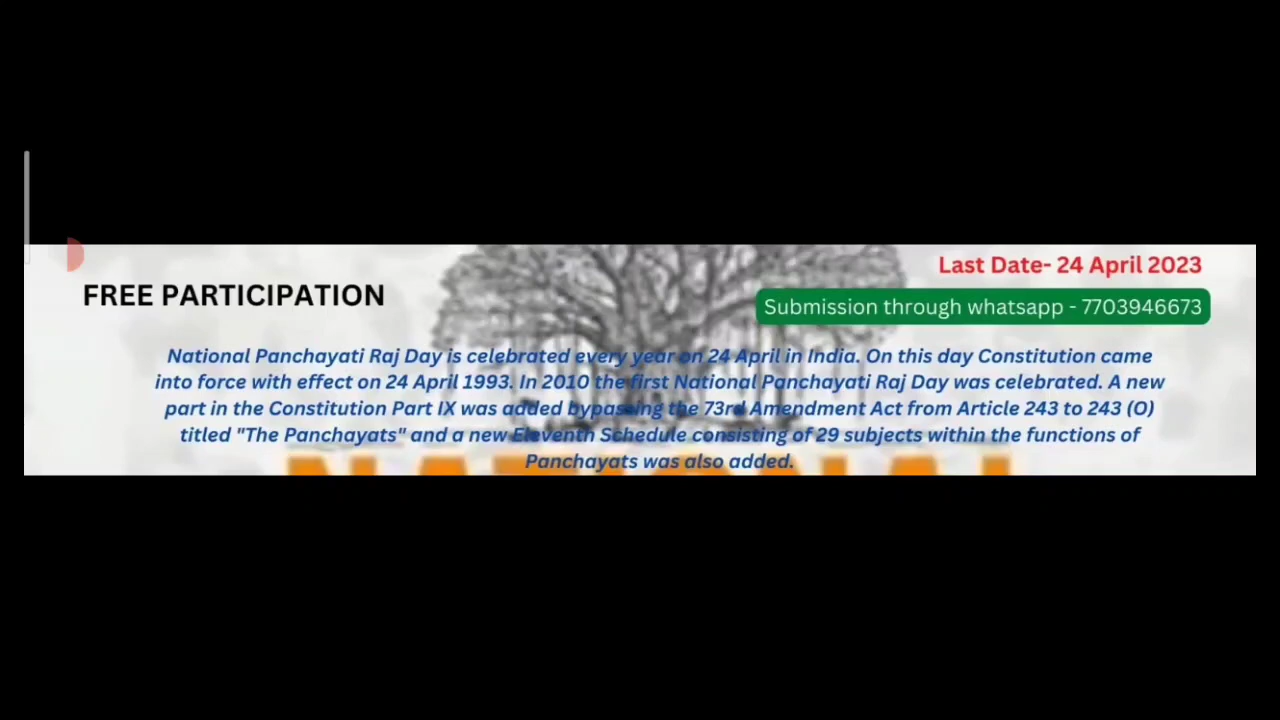 Last Date- 24 April 2023
FREE PARTICIPATION
Submission through whatsapp - 7703946673
National Panchayati Raj Day is celebrated every year on 24 April in India. On this day Constitution came
into force with effect on 24 April 1993. In 2010 the first National Panchayati Raj Day was celebrated. A new
part in the Constitution Part IX was added bypassing the 73rd Amendment Act from Article 243 to 243 (O)
titled "The Panchayats" and a new Eleventh Schedule consisting of 29 subjects within the functions of
Panchayats was also added.
NATIONAL